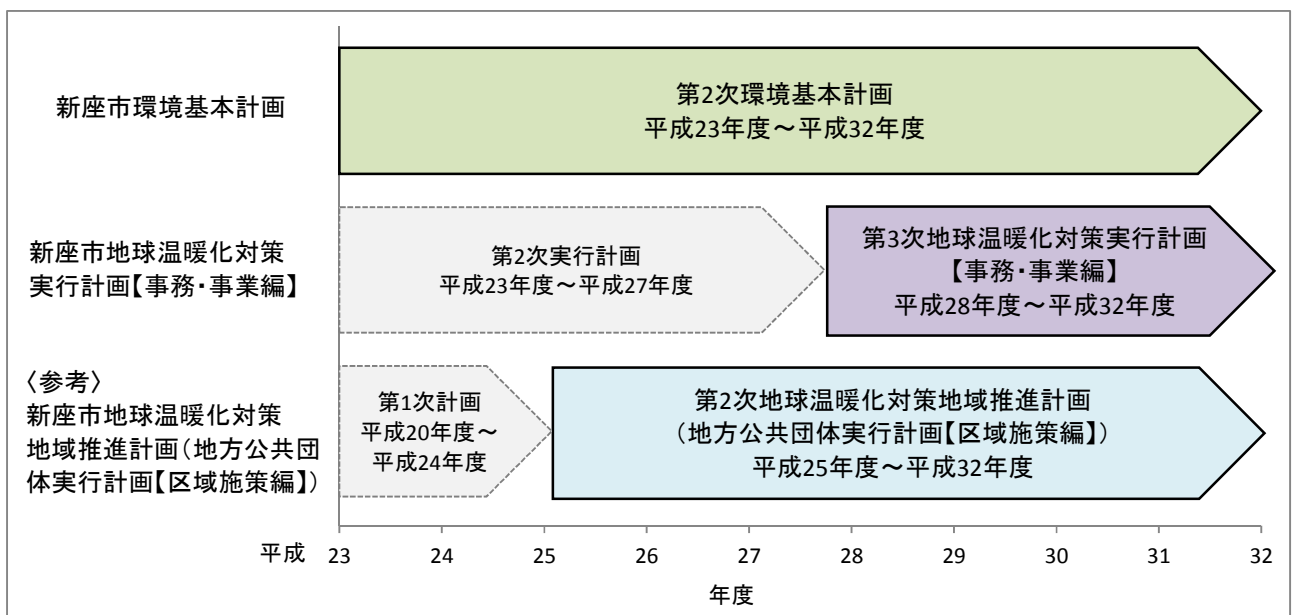 新座市環境基本計画
第2次環境基本計画
平成23年度～平成32年度
新座市地球温暖化対策
実行計画【事務・事業編】
第2次実行計画
平成23年度～平成27年度
第3次地球温暖化対策実行計画
【事務・事業編】
平成28年度～平成32年度
〈参考〉
新座市地球温暖化対策
地域推進計画（地方公共団
体実行計画【区域施策編】）
第1次計画
平成20年度～
平成24年度
第2次地球温暖化対策地域推進計画
（地方公共団体実行計画【区域施策編】）
平成25年度～平成32年度
平成 23 24 25 26 27 28 29 30 31 32
年度